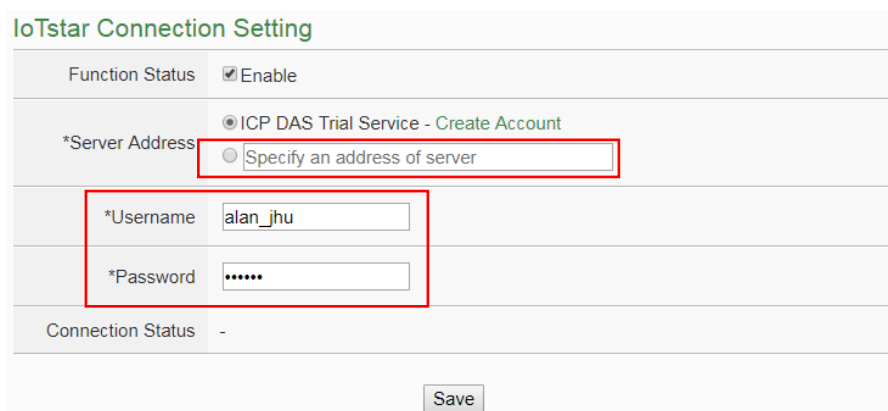 IoTstar Connection Setting
Function Status Enable
ICP DAS Trial Service - Create Account
*Server Address
Specify an address of server
*Username alan_jhu
*Password ••••••
Connection Status -
Save